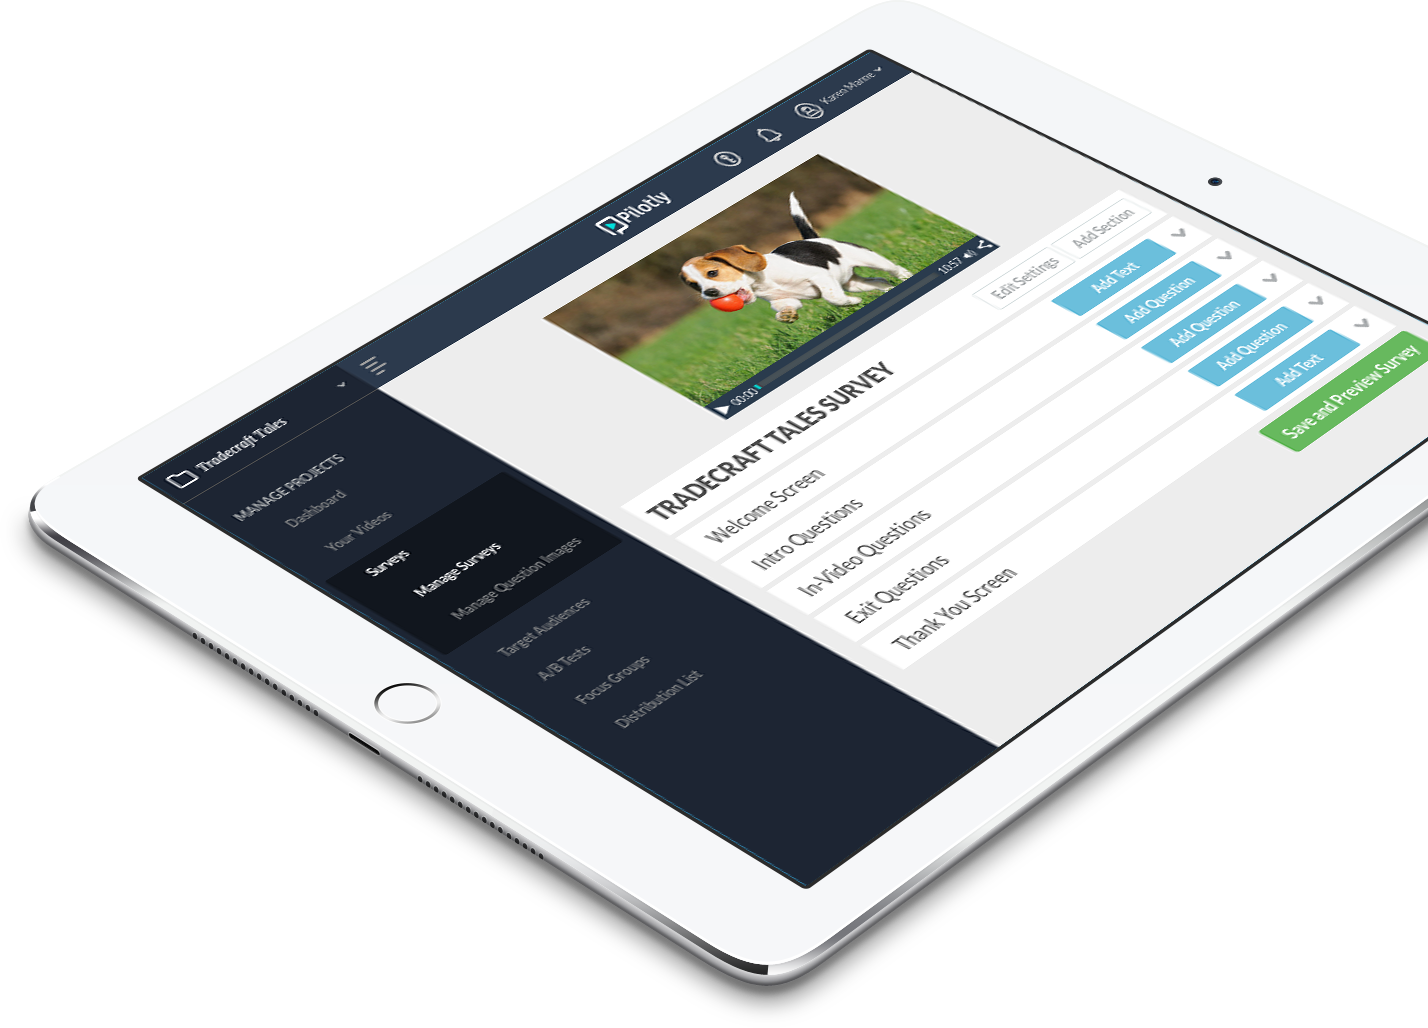 Pilotly
Karen Manne
Tradecraft Tales
MANAGE PROJECTS
Dashboard
Your Videos
Surveys
Manage Surveys
Manage Question Images
Target Audiences
A/B Tests
Focus Groups
Distribution List
00:00
10:57
Edit Settings
Add Section
TRADECRAFT TALES SURVEY
Welcome Screen
Add Text
Intro Questions
Add Question
In-Video Questions
Add Question
Exit Questions
Add Question
Thank You Screen
Add Text
Save and Preview Survey